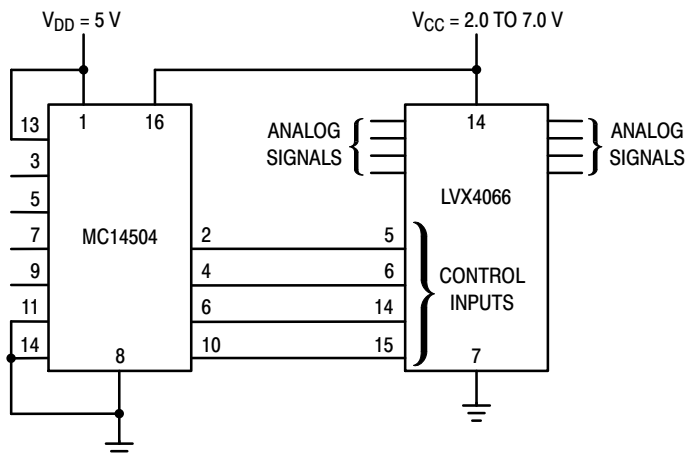 VDD = 5 V
VCC = 2.0 TO 7.0 V
13
1
16
14
3
5
7
9
11
14
MC14504
8
2
4
6
10
ANALOG
SIGNALS
ANALOG
SIGNALS
LVX4066
5
6
14
15
CONTROL
INPUTS
7